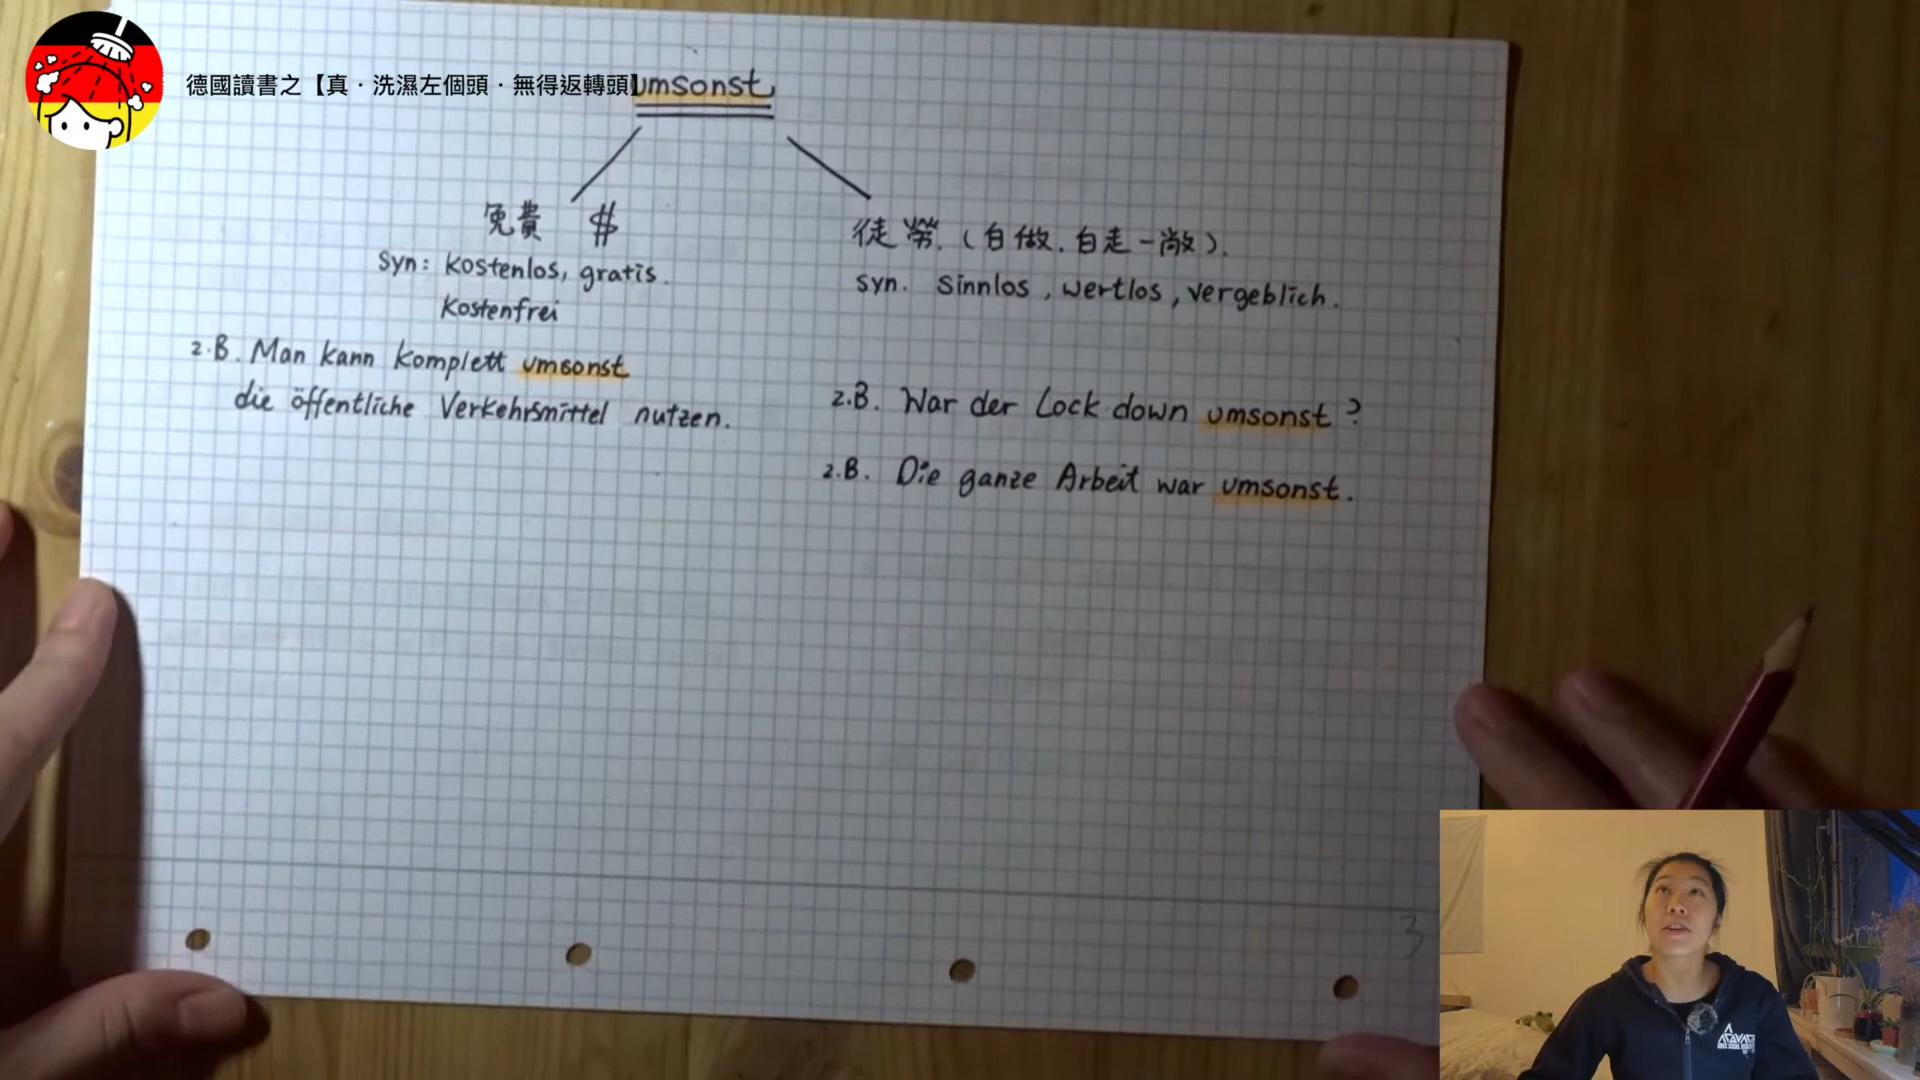 德國讀書之【真．洗濕左個頭．無得返轉頭】
umsonst
免費 $
Syn: kostenlos, gratis.
kostenfrei
z.B. Man kann komplett umsonst
die öffentliche Verkehrsmittel nutzen.
徒勞.(白做.白走一敞).
syn. Sinnlos, wertlos, vergeblich.
z.B. War der Lock down umsonst?
z.B. Die ganze Arbeit war umsonst.
3